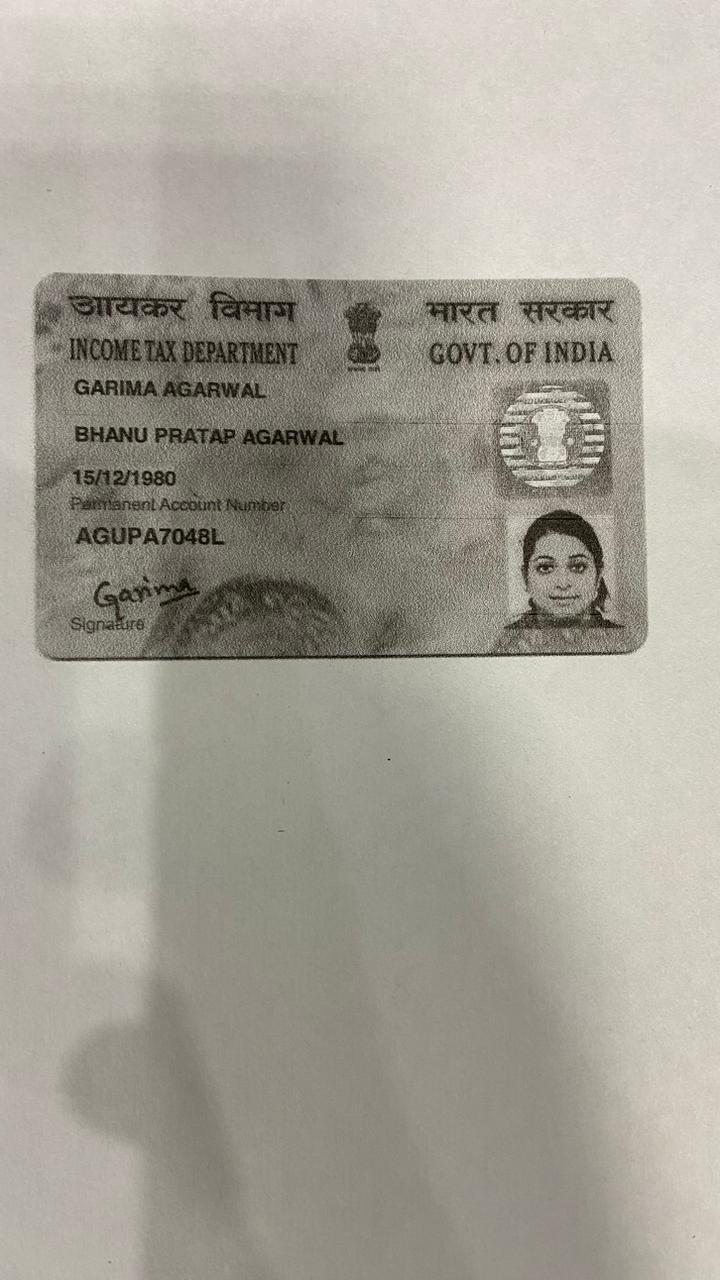 आयकर विभाग भारत सरकार
INCOME TAX DEPARTMENT GOVT. OF INDIA
GARIMA AGARWAL
BHANU PRATAP AGARWAL
15/12/1980
Permanent Account Number
AGUPA7048L
Garima
Signature